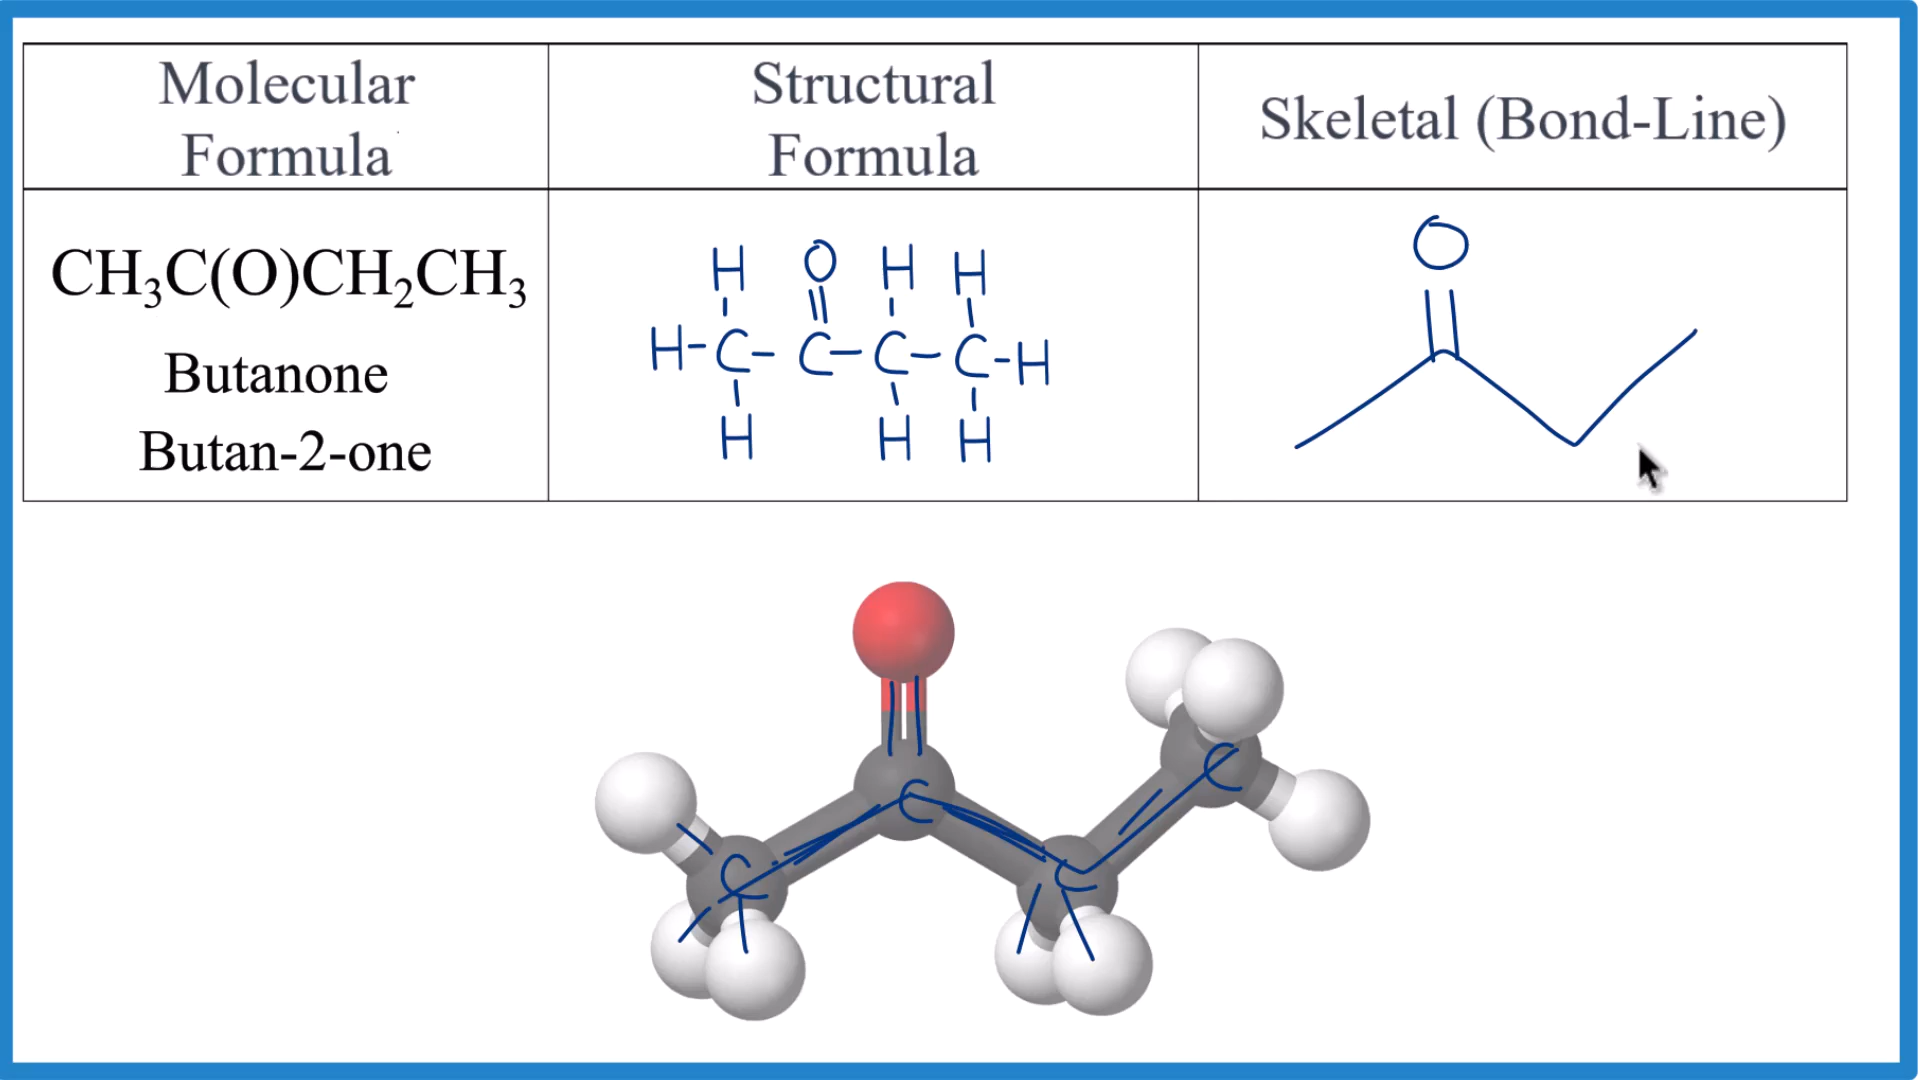 Molecular
Formula
Structural
Formula
Skeletal (Bond-Line)
CH₃C(O)CH₂CH₃
Butanone
Butan-2-one
H O H H
H-C-C-C-C-H
H H H
O
C
C
C C